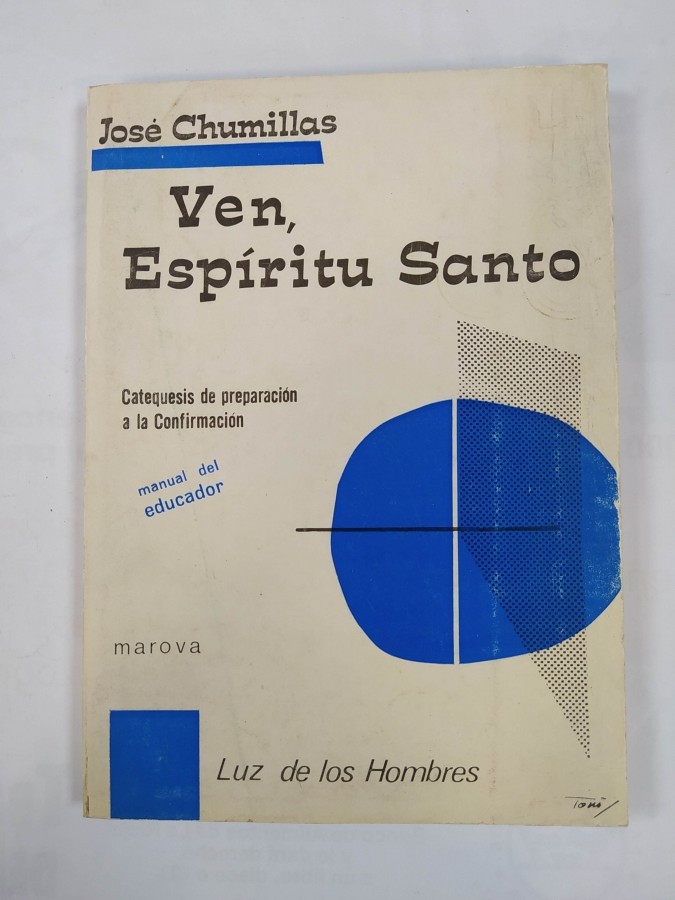 José Chumillas
Ven,
Espíritu Santo
Catequesis de preparación
a la Confirmación
manual del
educador
marova
Luz de los Hombres